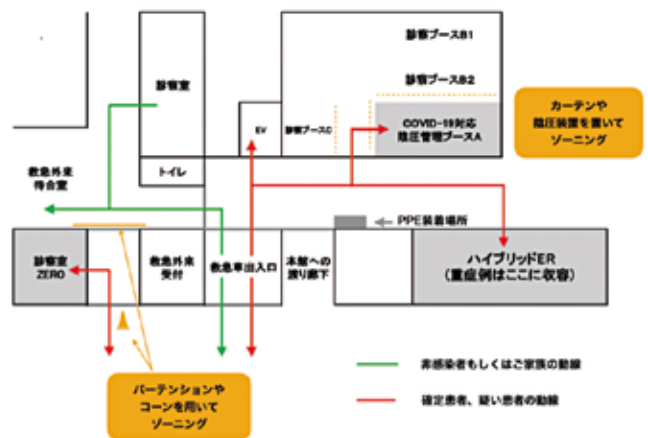 診察室
診察ブースB1
診察ブースB2
EV
診察ブースC
COVID-19対応
陰圧管理ブースA
カーテンや
陰圧装置を置いて
ゾーニング
救急外来
待合室
トイレ
PPE装着場所
診察室
ZERO
救急外来
受付
救急車出入口
本館への
渡り廊下
ハイブリッドER
(重症例はここに収容)
パーテンションや
コーンを用いて
ゾーニング
非感染者もしくはご家族の動線
確定患者、疑い患者の動線